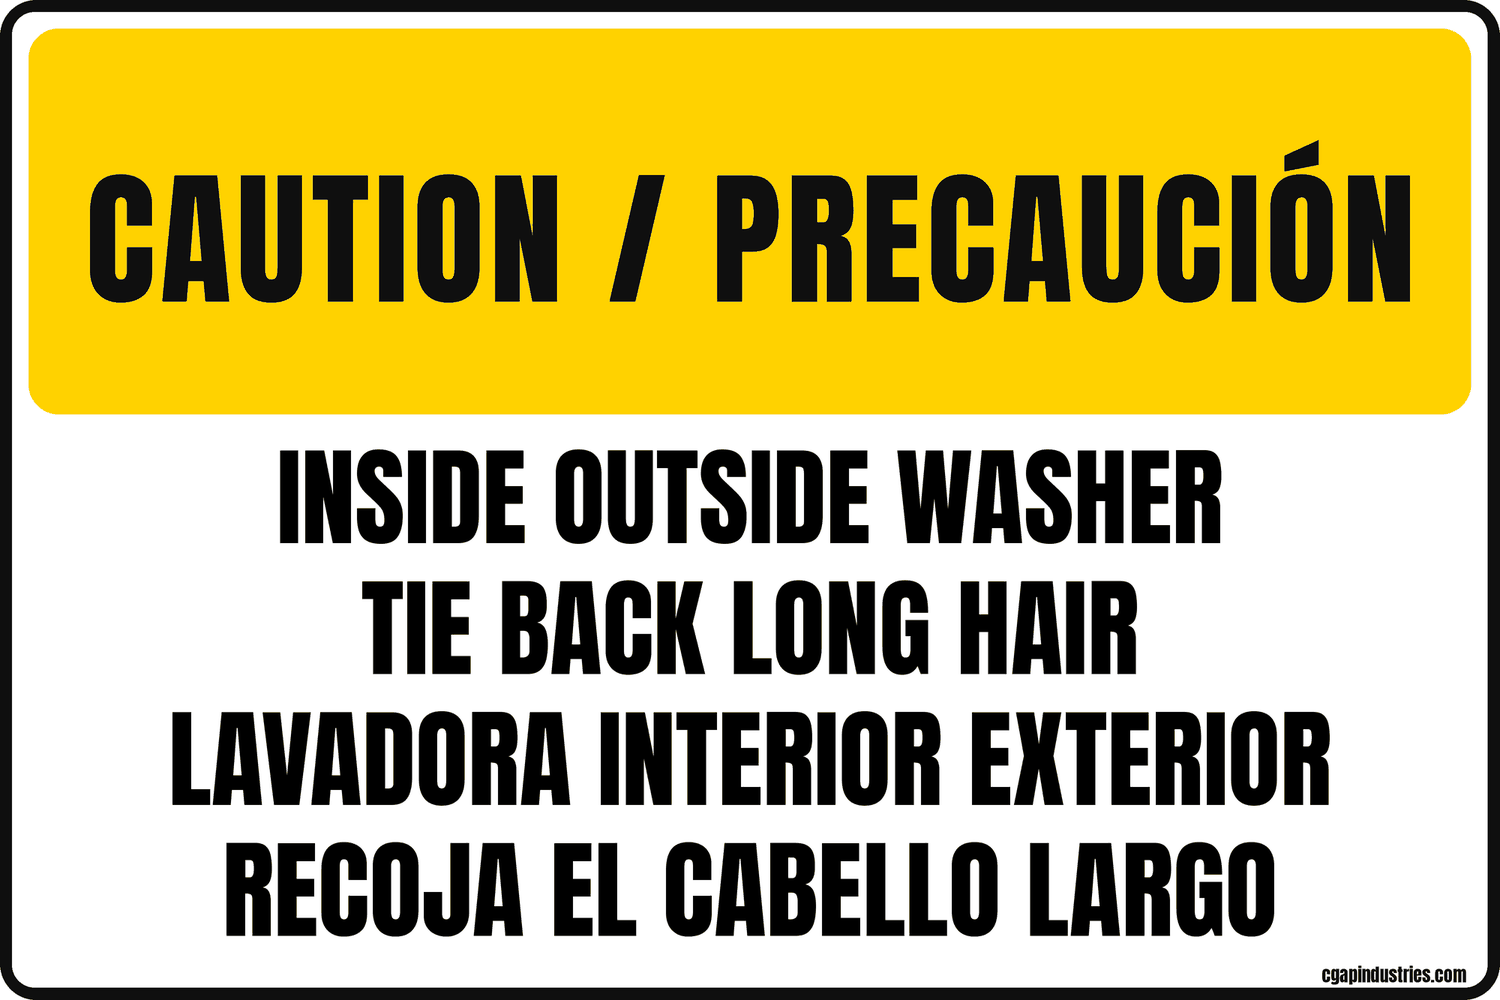 CAUTION / PRECAUCIÓN
INSIDE OUTSIDE WASHER
TIE BACK LONG HAIR
LAVADORA INTERIOR EXTERIOR
RECOJA EL CABELLO LARGO
cgapindustries.com